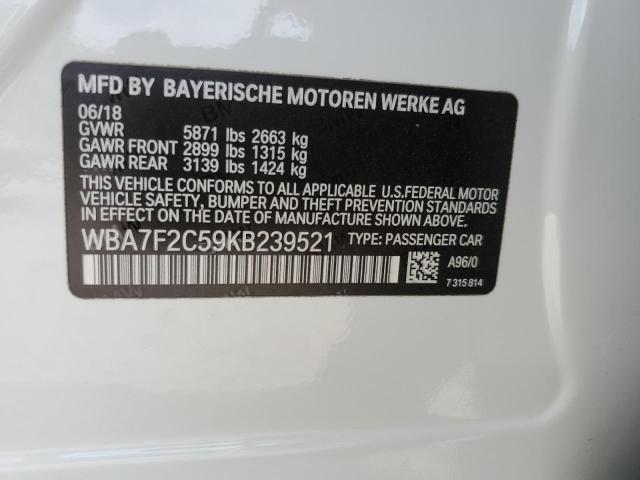 MFD BY BAYERISCHE MOTOREN WERKE AG
06/18
GVWR 5871 lbs 2663 kg
GAWR FRONT 2899 lbs 1315 kg
GAWR REAR 3139 lbs 1424 kg
THIS VEHICLE CONFORMS TO ALL APPLICABLE U.S.FEDERAL MOTOR
VEHICLE SAFETY, BUMPER, AND THEFT PREVENTION
STANDARDS IN EFFECT ON THE DATE OF MANUFACTURE SHOWN ABOVE.
WBA7F2C59KB239521 TYPE: PASSENGER CAR
A96/0
7 315 814